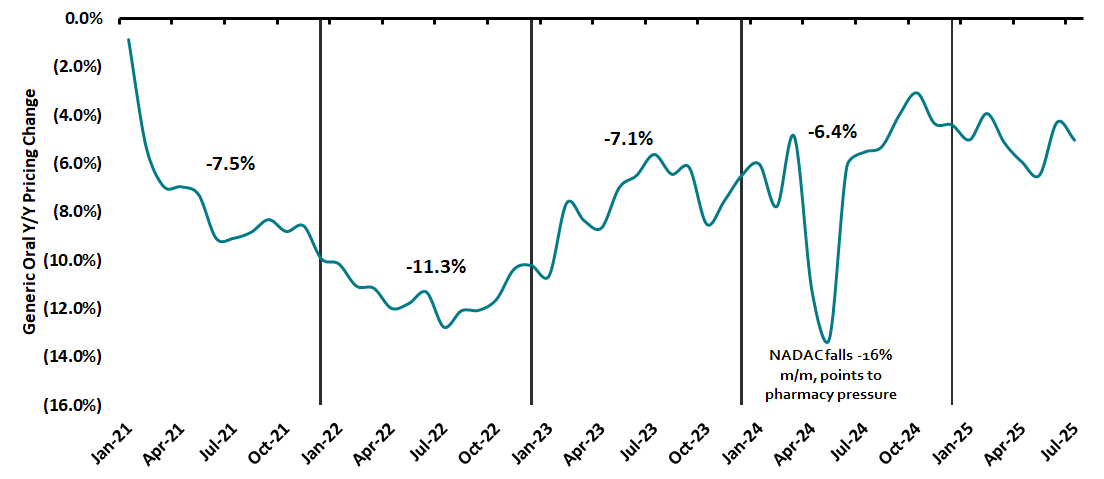 Generic Oral Y/Y Pricing Change
0.0%
(2.0%)
(4.0%)
(6.0%)
(8.0%)
(10.0%)
(12.0%)
(14.0%)
(16.0%)
-7.5%
-11.3%
-7.1%
-6.4%
NADAC falls -16%
m/m, points to
pharmacy pressure
Jan-21
Apr-21
Jul-21
Oct-21
Jan-22
Apr-22
Jul-22
Oct-22
Jan-23
Apr-23
Jul-23
Oct-23
Jan-24
Apr-24
Jul-24
Oct-24
Jan-25
Apr-25
Jul-25